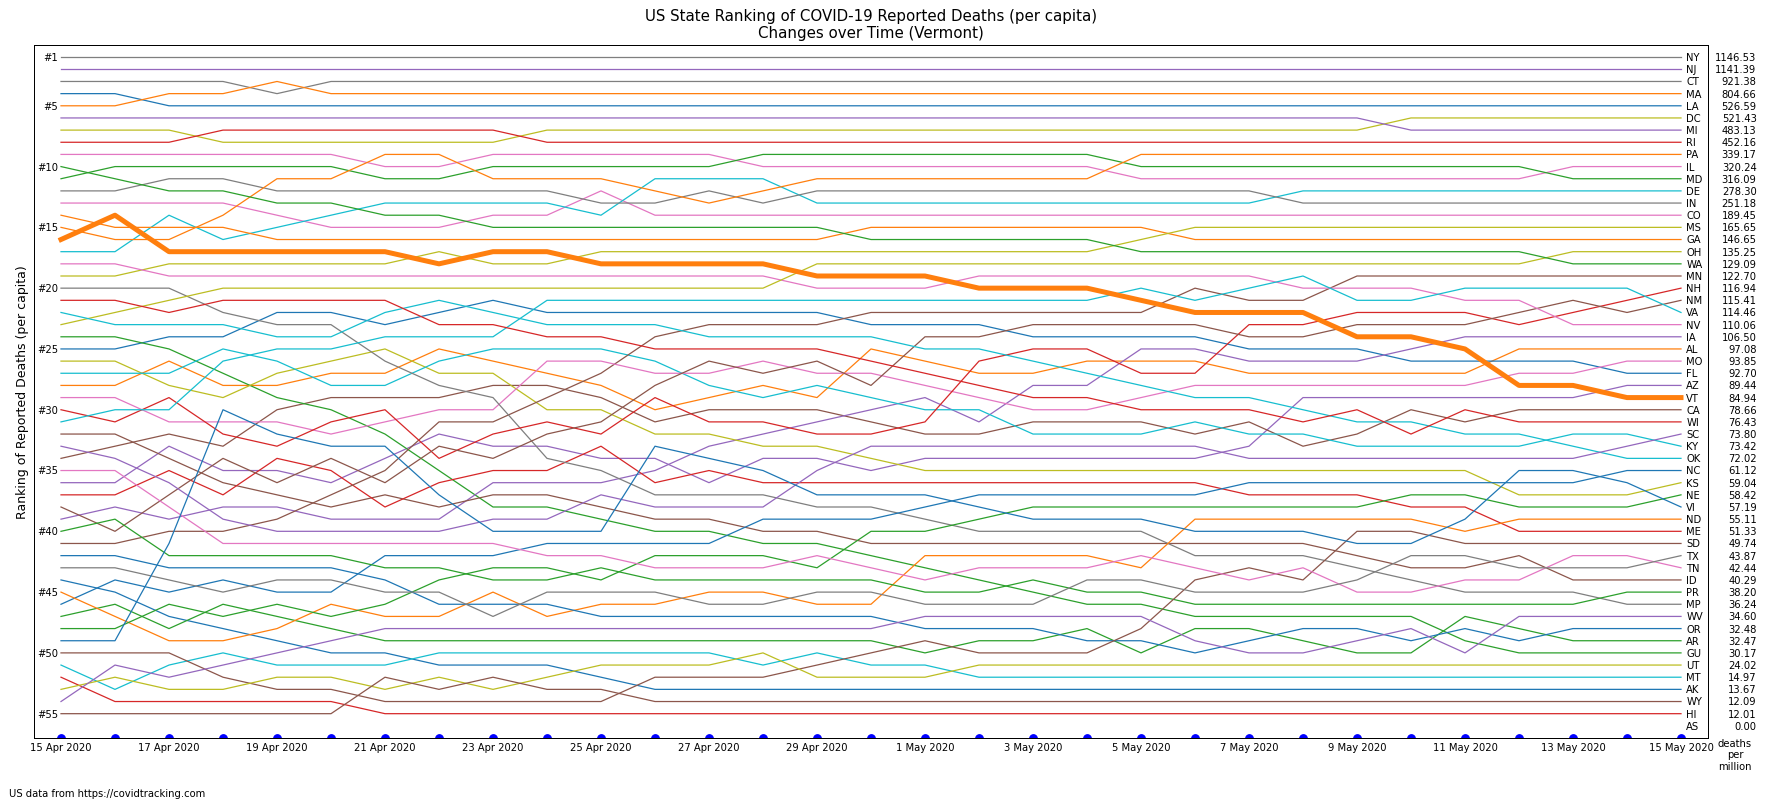 US State Ranking of COVID-19 Reported Deaths (per capita)
Changes over Time (Vermont)
Ranking of Reported Deaths (per capita)
#1
#5
#10
#15
#20
#25
#30
#35
#40
#45
#50
#55
NY 1146.53
NJ 1141.39
CT 921.38
MA 804.66
LA 526.59
DC 521.43
MI 483.13
RI 452.16
PA 339.17
IL 320.24
MD 316.09
DE 278.30
IN 251.18
CO 189.45
MS 165.65
GA 146.65
OH 135.25
WA 129.09
MN 122.70
NH 116.94
NM 115.41
VA 114.46
NV 110.06
IA 106.50
AL 97.08
MO 93.85
FL 92.70
AZ 89.44
VT 84.94
CA 78.66
WI 76.43
SC 73.80
KY 73.42
OK 72.02
NC 61.12
KS 59.04
NE 58.42
VI 57.19
ND 55.11
ME 51.33
SD 49.74
TX 43.87
TN 42.44
ID 40.29
PR 38.20
MP 36.24
WV 34.60
OR 32.48
AR 32.47
GU 30.17
UT 24.02
MT 14.97
AK 13.67
WY 12.09
HI 12.01
AS 0.00
15 Apr 2020 17 Apr 2020 19 Apr 2020 21 Apr 2020 23 Apr 2020 25 Apr 2020 27 Apr 2020 29 Apr 2020 1 May 2020 3 May 2020 5 May 2020 7 May 2020 9 May 2020 11 May 2020 13 May 2020 15 May 2020
deaths
per
million
US data from https://covidtracking.com